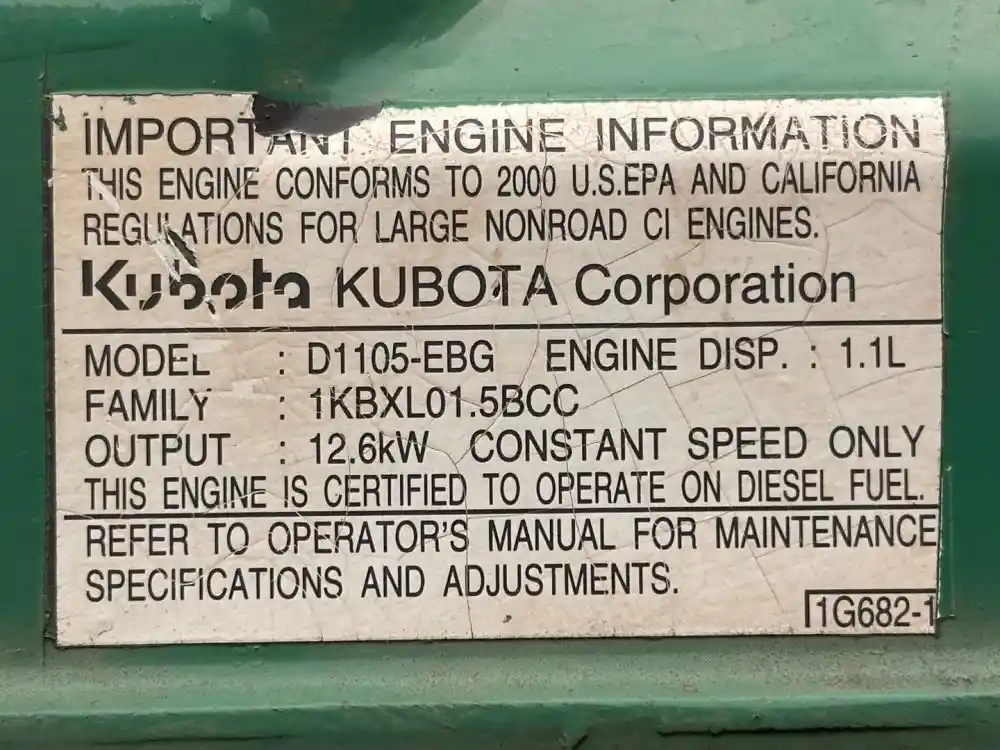 IMPORTANT ENGINE INFORMATION
THIS ENGINE CONFORMS TO 2000 U.S.EPA AND CALIFORNIA
REGULATIONS FOR LARGE NONROAD CI ENGINES.
Kubota KUBOTA Corporation
MODEL : D1105-EBG ENGINE DISP. : 1.1L
FAMILY : 1KBXL01.5BCC
OUTPUT : 12.6kW CONSTANT SPEED ONLY
THIS ENGINE IS CERTIFIED TO OPERATE ON DIESEL FUEL.
REFER TO OPERATOR'S MANUAL FOR MAINTENANCE
SPECIFICATIONS AND ADJUSTMENTS.
1G682-1